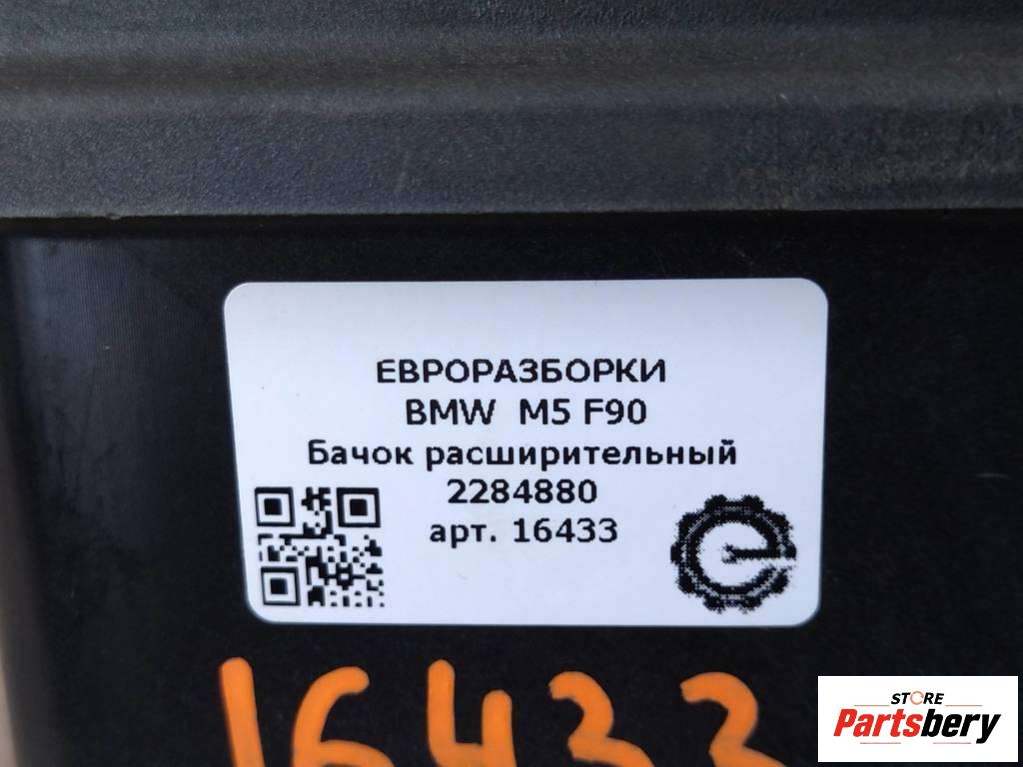 ЕВРОРАЗБОРКИ
BMW M5 F90
Бачок расширительный
2284880
арт. 16433
16433
STORE
Partsbery